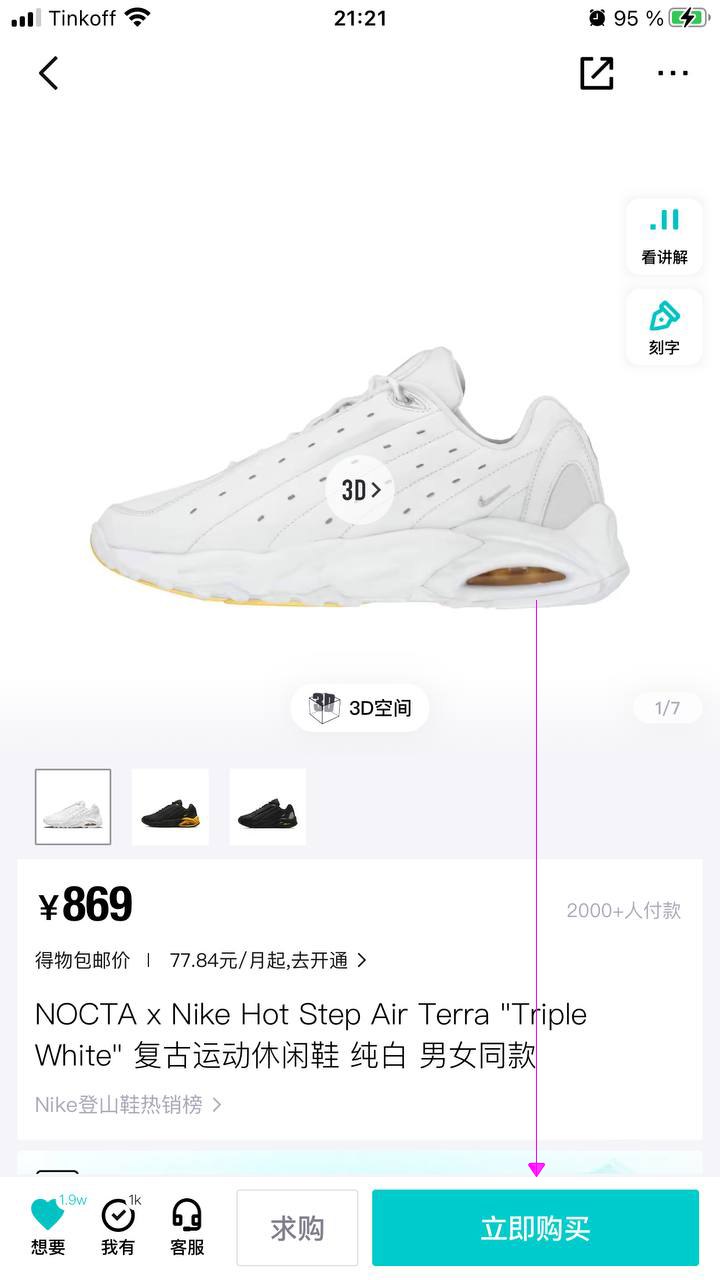 Tinkoff
21:21
95 %
看讲解
刻字
3D
3D空间
1/7
¥869
2000+人付款
得物包邮价 | 77.84元/月起,去开通
NOCTA x Nike Hot Step Air Terra "Triple
White" 复古运动休闲鞋 纯白 男女同款
Nike登山鞋热销榜
1.9w
想要
1k
我有
客服
求购
立即购买